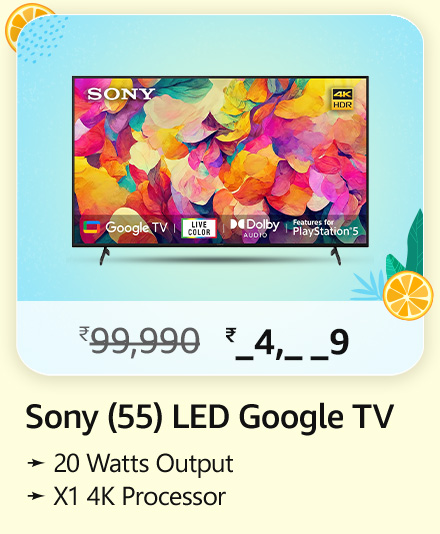 SONY
4K
HDR
Google TV | LIVE COLOR | Dolby AUDIO | Features for PlayStation®5
₹99,990 ₹_4,_ _9
Sony (55) LED Google TV
➛ 20 Watts Output
➛ X1 4K Processor